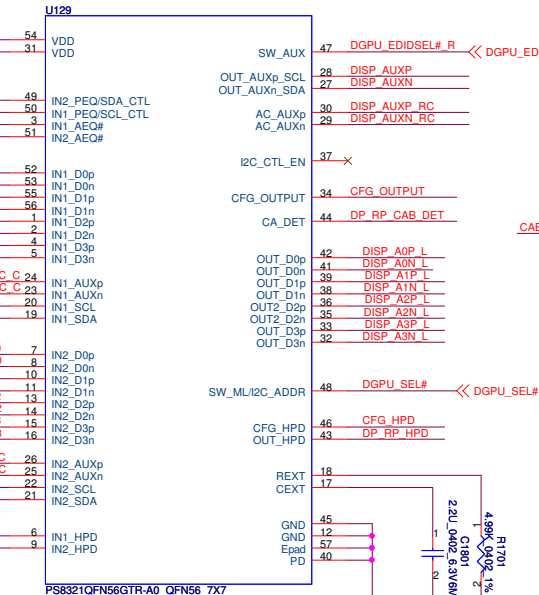 U129
54 VDD
31 VDD
SW_AUX 47 DGPU_EDIDSEL#_R DGPU_ED
OUT_AUXp_SCL 28 DISP_AUXP
OUT_AUXn_SDA 27 DISP_AUXN
49 IN2_PEQ/SDA_CTL
50 IN1_PEQ/SCL_CTL
3 IN1_AEQ#
51 IN2_AEQ#
AC_AUXp 30 DISP_AUXP_RC
AC_AUXn 29 DISP_AUXN_RC
I2C_CTL_EN 37
52 IN1_D0p
53 IN1_D0n
55 IN1_D1p
56 IN1_D1n
1 IN1_D2p
2 IN1_D2n
4 IN1_D3p
5 IN1_D3n
CFG_OUTPUT 34 CFG_OUTPUT
CA_DET 44 DP_RP_CAB_DET
CAB
OUT_D0p 42 DISP_A0P_L
OUT_D0n 41 DISP_A0N_L
OUT_D1p 39 DISP_A1P_L
OUT_D1n 38 DISP_A1N_L
OUT2_D2p 36 DISP_A2P_L
OUT2_D2n 35 DISP_A2N_L
OUT_D3p 33 DISP_A3P_L
OUT_D3n 32 DISP_A3N_L
C_C 24 IN1_AUXp
C_C 23 IN1_AUXn
20 IN1_SCL
19 IN1_SDA
7 IN2_D0p
8 IN2_D0n
10 IN2_D1p
11 IN2_D1n
13 IN2_D2p
14 IN2_D2n
15 IN2_D3p
16 IN2_D3n
SW_ML/I2C_ADDR 48 DGPU_SEL# DGPU_SEL#
CFG_HPD 46 CFG_HPD
OUT_HPD 43 DP_RP_HPD
C 26 IN2_AUXp
C 25 IN2_AUXn
22 IN2_SCL
21 IN2_SDA
REXT 18
CEXT 17
6 IN1_HPD
9 IN2_HPD
GND 45
GND 12
Epad 57
PD 40
1
2
2.2U_0402_6.3V6M
C1801
1
2
4.99K_0402_1%
R1701
PS8321QFN56GTR-A0_QFN56_7X7